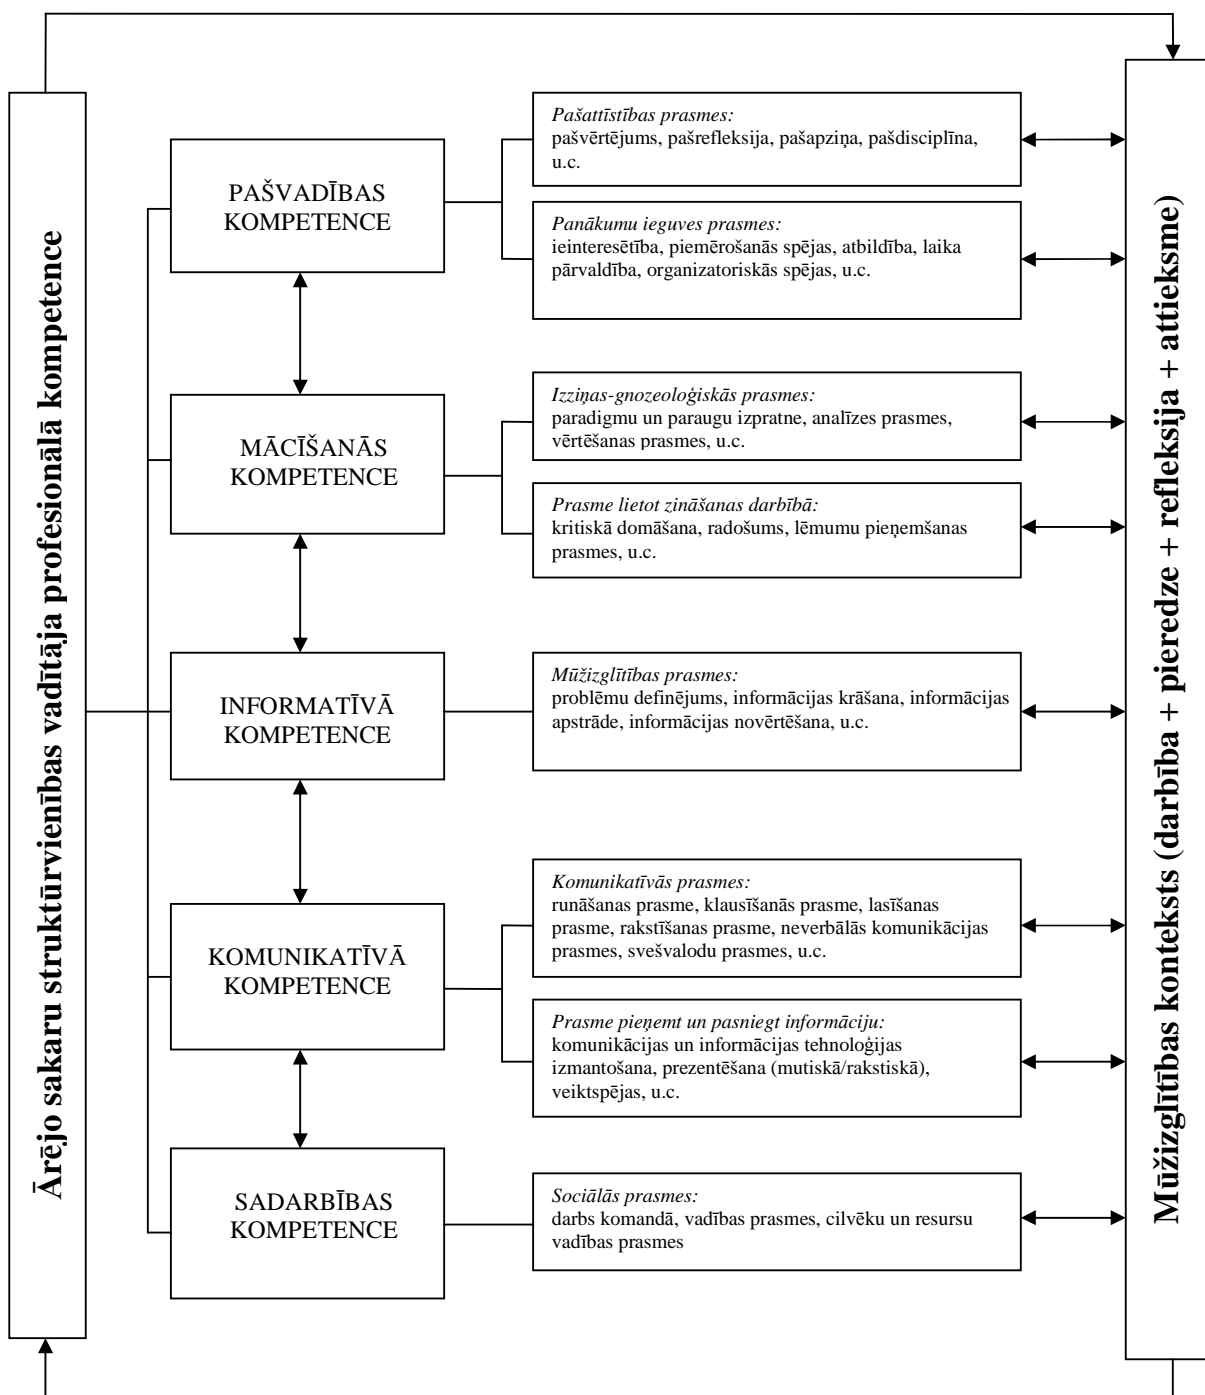 Ārējo sakaru struktūrvienības vadītāja profesionālā kompetence
PAŠVADĪBAS
KOMPETENCE
Pašattīstības prasmes:
pašvērtējums, pašrefleksija, pašapziņa, pašdisciplīna,
u.c.
Panākumu ieguves prasmes:
ieinteresētība, piemērošanās spējas, atbildība, laika
pārvaldība, organizatoriskās spējas, u.c.
MĀCĪŠANĀS
KOMPETENCE
Izziņas-gnozeoloģiskās prasmes:
paradigmu un paraugu izpratne, analīzes prasmes,
vērtēšanas prasmes, u.c.
Prasme lietot zināšanas darbībā:
kritiskā domāšana, radošums, lēmumu pieņemšanas
prasmes, u.c.
INFORMATĪVĀ
KOMPETENCE
Mūžizglītības prasmes:
problēmu definējums, informācijas krāšana, informācijas
apstrāde, informācijas novērtēšana, u.c.
KOMUNIKATĪVĀ
KOMPETENCE
Komunikatīvās prasmes:
runāšanas prasme, klausīšanās prasme, lasīšanas
prasme, rakstīšanas prasme, neverbālās komunikācijas
prasmes, svešvalodu prasmes, u.c.
Prasme pieņemt un pasniegt informāciju:
komunikācijas un informācijas tehnoloģijas
izmantošana, prezentēšana (mutiskā/rakstiskā),
veiktspējas, u.c.
SADARBĪBAS
KOMPETENCE
Sociālās prasmes:
darbs komandā, vadības prasmes, cilvēku un resursu
vadības prasmes
Mūžizglītības konteksts (darbība + pieredze + refleksija + attieksme)